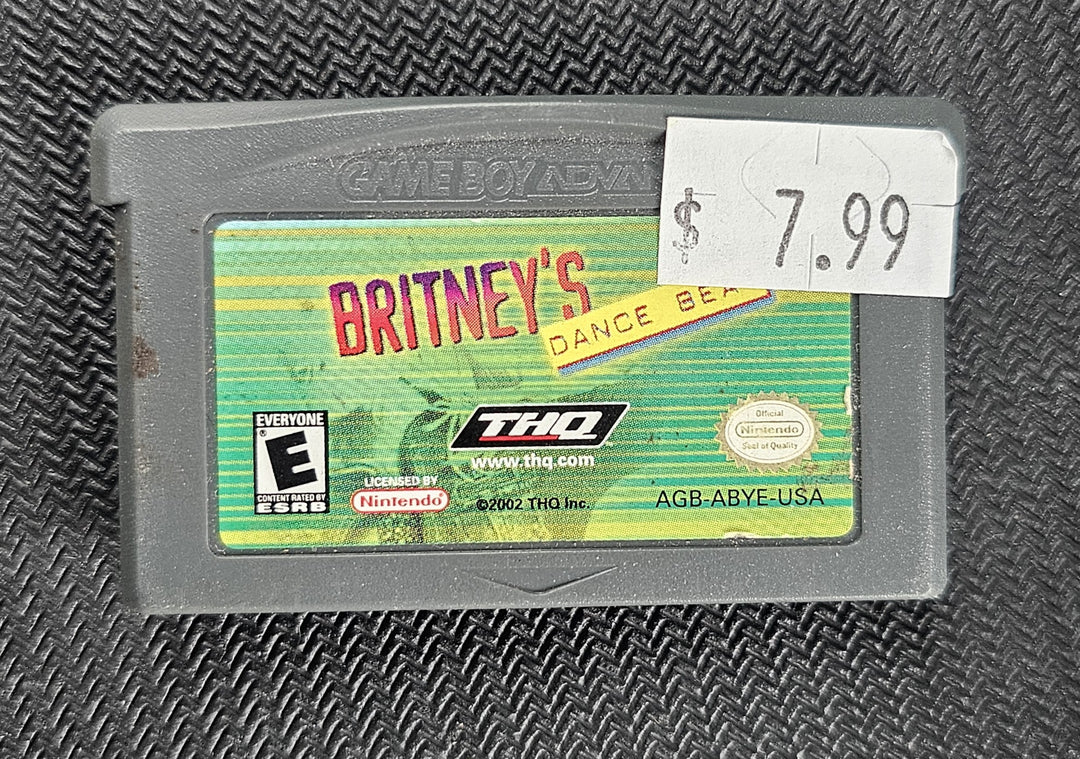 GAME BOY ADVAN
$ 7.99
BRITNEY'S
DANCE BEA
THQ
www.thq.com
EVERYONE
E
®
CONTENT RATED BY
ESRB
LICENSED BY
Nintendo
©2002 THQ Inc.
Official
Nintendo
Seal of Quality
AGB-ABYE-USA